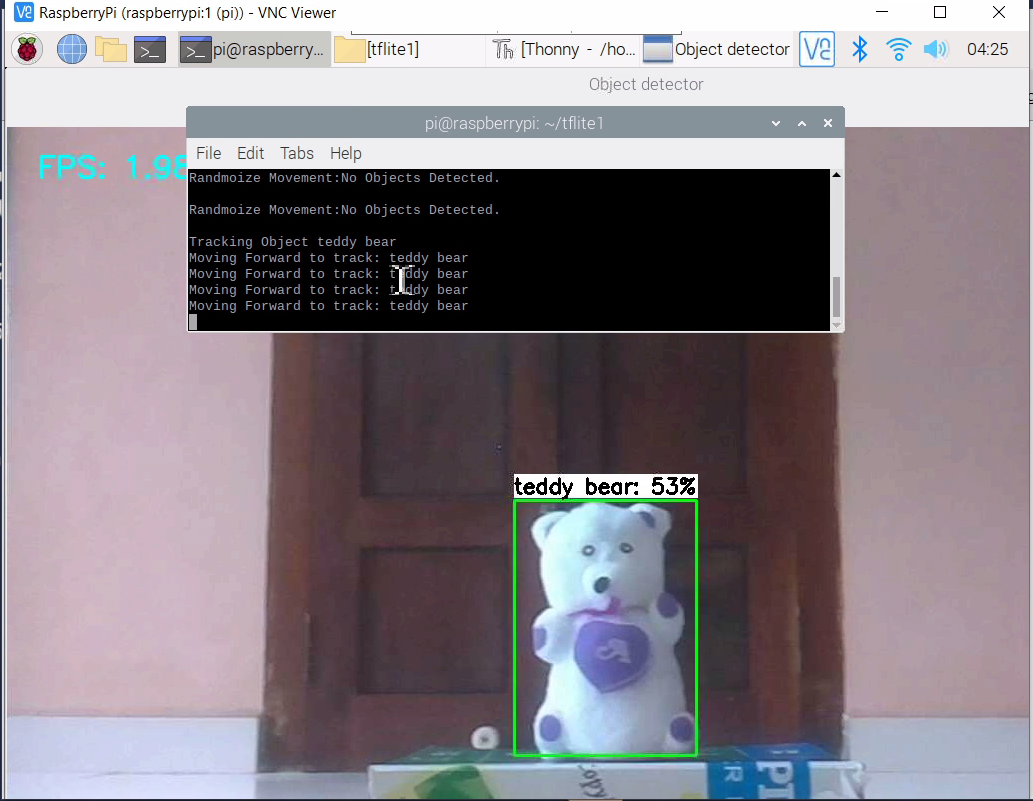 RaspberryPi (raspberrypi:1 (pi)) - VNC Viewer
pi@raspberry...
[tflite1]
[Thonny - /ho...
Object detector
04:25
Object detector
pi@raspberrypi: ~/tflite1
File Edit Tabs Help
FPS: 1.98
Randmoize Movement:No Objects Detected.
Randmoize Movement:No Objects Detected.
Tracking Object teddy bear
Moving Forward to track: teddy bear
Moving Forward to track: teddy bear
Moving Forward to track: teddy bear
Moving Forward to track: teddy bear
teddy bear: 53%